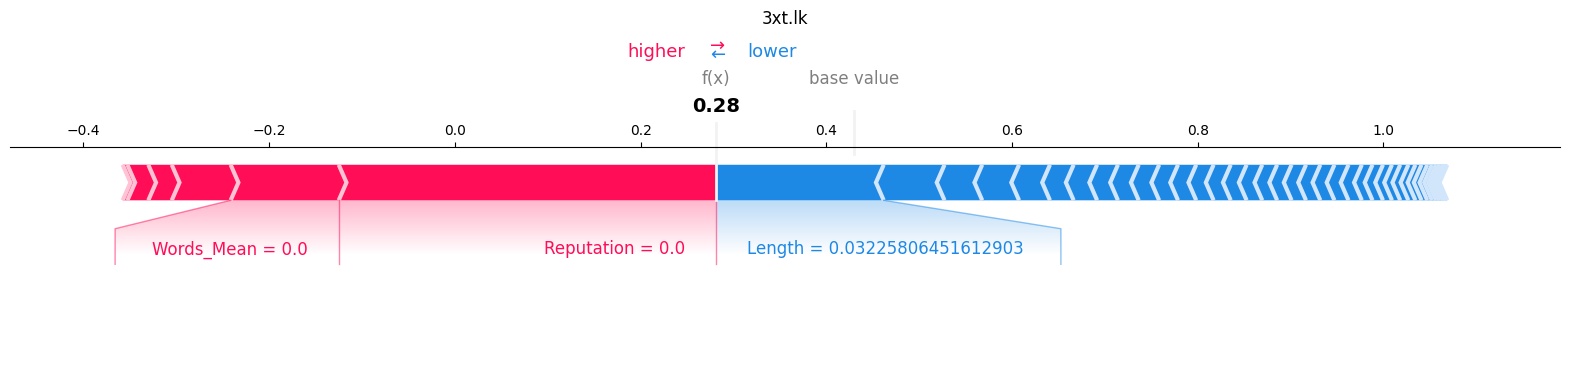 3xt.lk
higher ⇄ lower
f(x) base value
0.28
−0.4 −0.2 0.0 0.2 0.4 0.6 0.8 1.0
Words_Mean = 0.0 Reputation = 0.0 Length = 0.03225806451612903